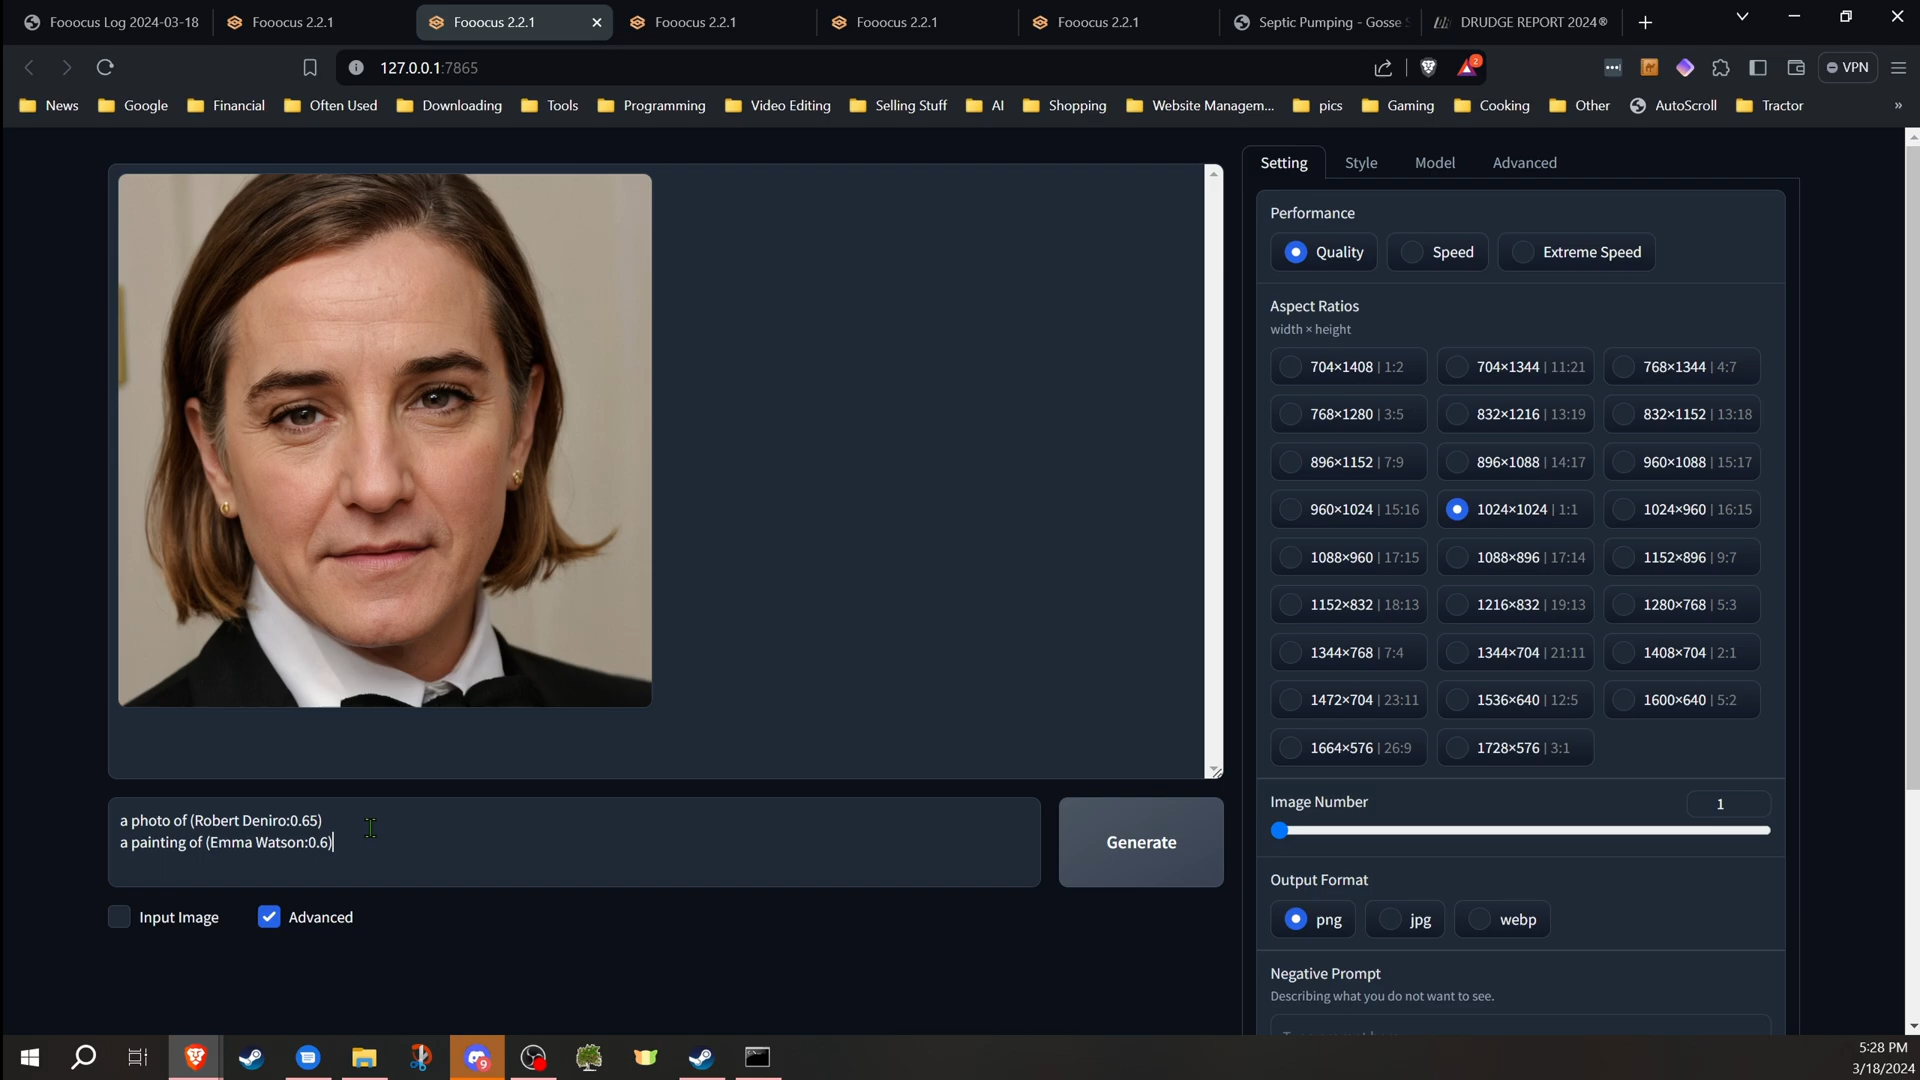 Fooocus Log 2024-03-18
Fooocus 2.2.1
Fooocus 2.2.1
Fooocus 2.2.1
Fooocus 2.2.1
Fooocus 2.2.1
Septic Pumping - Gosse
DRUDGE REPORT 2024®
127.0.0.1:7865
2
VPN
News
Google
Financial
Often Used
Downloading
Tools
Programming
Video Editing
Selling Stuff
AI
Shopping
Website Managem...
pics
Gaming
Cooking
Other
AutoScroll
Tractor
»
Setting
Style
Model
Advanced
Performance
Quality
Speed
Extreme Speed
Aspect Ratios
width × height
704×1408 | 1:2
704×1344 | 11:21
768×1344 | 4:7
768×1280 | 3:5
832×1216 | 13:19
832×1152 | 13:18
896×1152 | 7:9
896×1088 | 14:17
960×1088 | 15:17
960×1024 | 15:16
1024×1024 | 1:1
1024×960 | 16:15
1088×960 | 17:15
1088×896 | 17:14
1152×896 | 9:7
1152×832 | 18:13
1216×832 | 19:13
1280×768 | 5:3
1344×768 | 7:4
1344×704 | 21:11
1408×704 | 2:1
1472×704 | 23:11
1536×640 | 12:5
1600×640 | 5:2
1664×576 | 26:9
1728×576 | 3:1
a photo of (Robert Deniro:0.65)
a painting of (Emma Watson:0.6)
Generate
Input Image
Advanced
Image Number
1
Output Format
png
jpg
webp
Negative Prompt
Describing what you do not want to see.
9
5:28 PM
3/18/2024